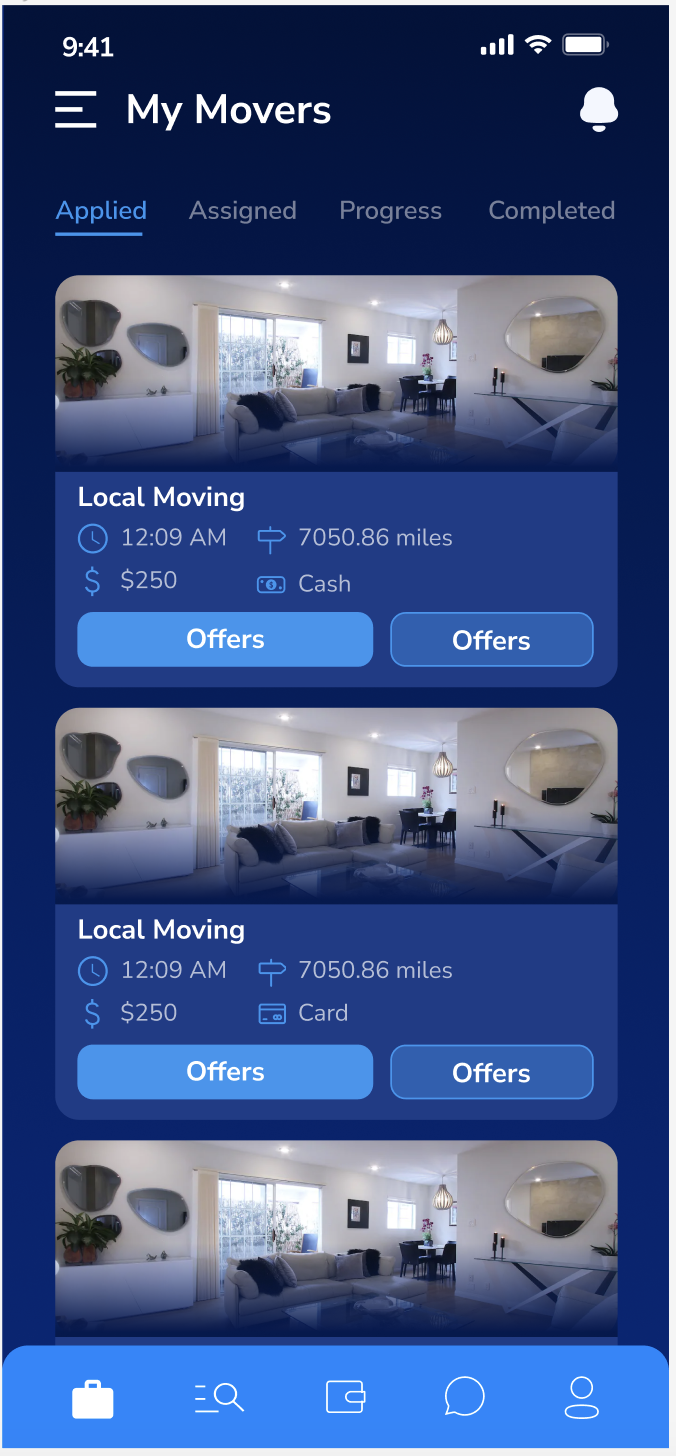 9:41
My Movers
Applied Assigned Progress Completed
Local Moving
12:09 AM 7050.86 miles
$250 Cash
Offers Offers
Local Moving
12:09 AM 7050.86 miles
$250 Card
Offers Offers